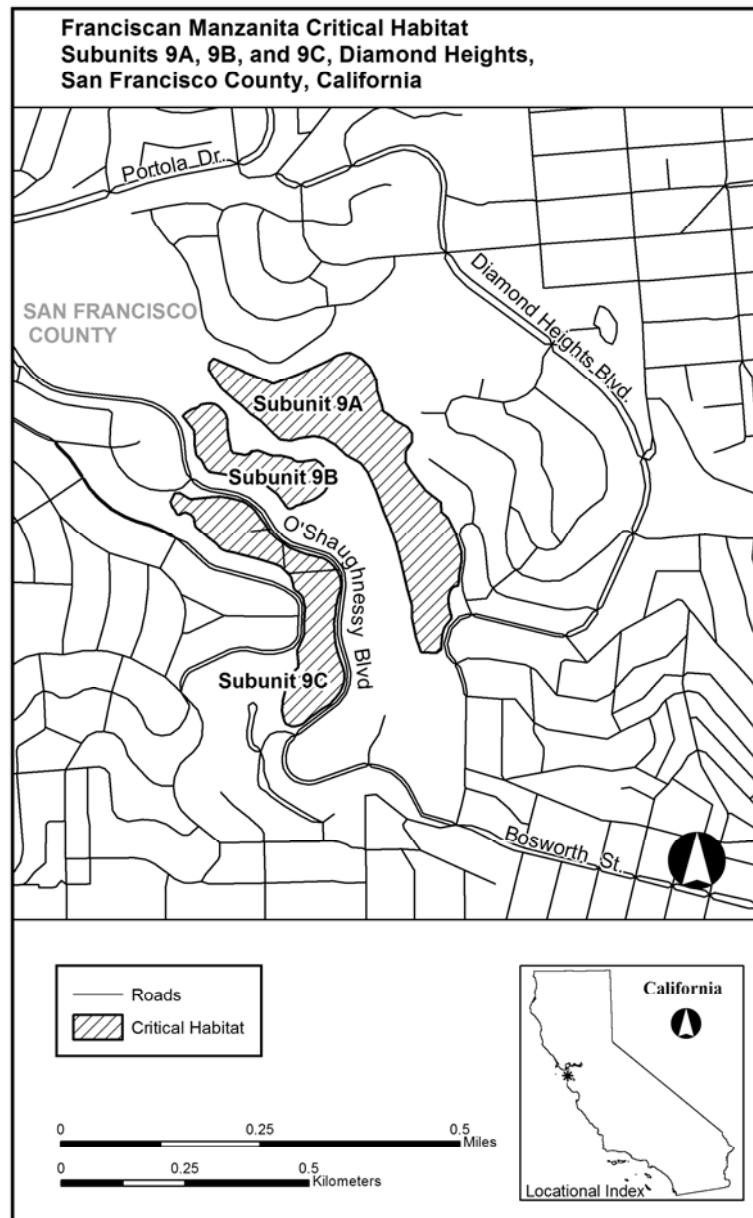 Franciscan Manzanita Critical Habitat
Subunits 9A, 9B, and 9C, Diamond Heights,
San Francisco County, California
Portola Dr.
Diamond Heights Blvd.
SAN FRANCISCO
COUNTY
Subunit 9A
Subunit 9B
O'Shaughnessy Blvd
Subunit 9C
Bosworth St.
Roads
Critical Habitat
California
0 0.25 0.5
Miles
0 0.25 0.5
Kilometers
Locational Index